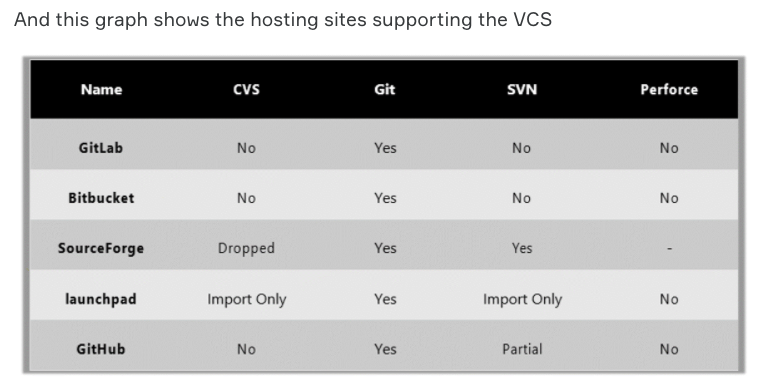 And this graph shows the hosting sites supporting the VCS
Name CVS Git SVN Perforce
GitLab No Yes No No
Bitbucket No Yes No No
SourceForge Dropped Yes Yes -
launchpad Import Only Yes Import Only No
GitHub No Yes Partial No